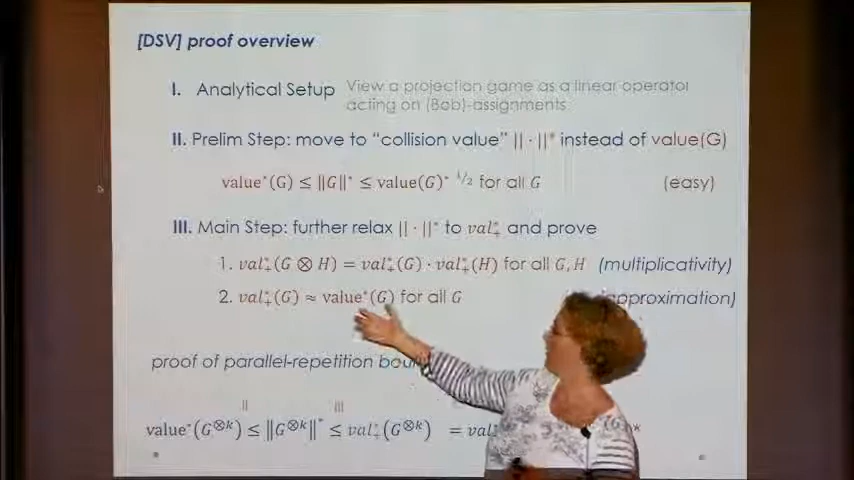 [DSV] proof overview
I. Analytical Setup View a projection game as a linear operator
acting on (Bob)-assignments
II. Prelim Step: move to “collision value” || · ||* instead of value(G)
value*(G) ≤ ||G||* ≤ value(G)* ^1/2 for all G (easy)
III. Main Step: further relax || · ||* to val₊* and prove
1. val₊*(G ⊗ H) = val₊*(G) · val₊*(H) for all G, H (multiplicativity)
2. val₊*(G) ≈ value*(G) for all G approximation)
proof of parallel-repetition
II III
value*(G^⊗k) ≤ ||G^⊗k||* ≤ val₊*(G^⊗k) = val